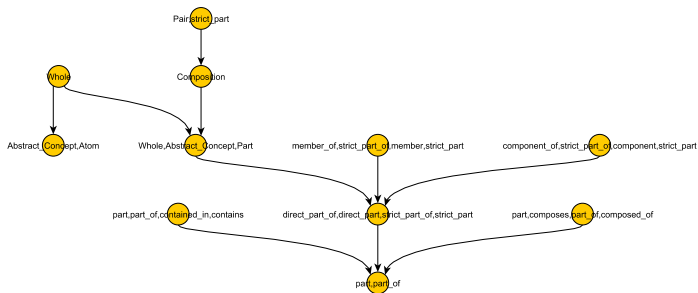 Pair,strict_part
Whole
Composition
Abstract_Concept,Atom
Whole,Abstract_Concept,Part
member_of,strict_part_of,member,strict_part
component_of,strict_part_of,component,strict_part
part,part_of,contained_in,contains
direct_part_of,direct_part,strict_part_of,strict_part
part,composes,part_of,composed_of
part,part_of